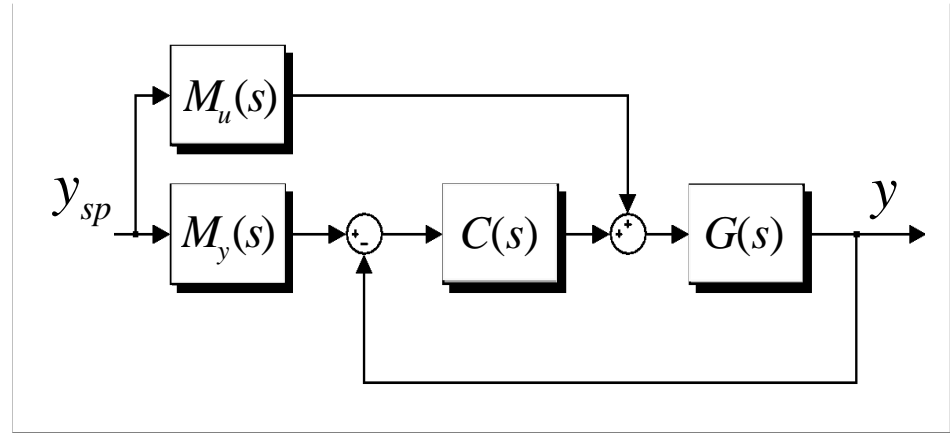 M_u(s)
y_sp M_y(s) + - C(s) + + G(s) y